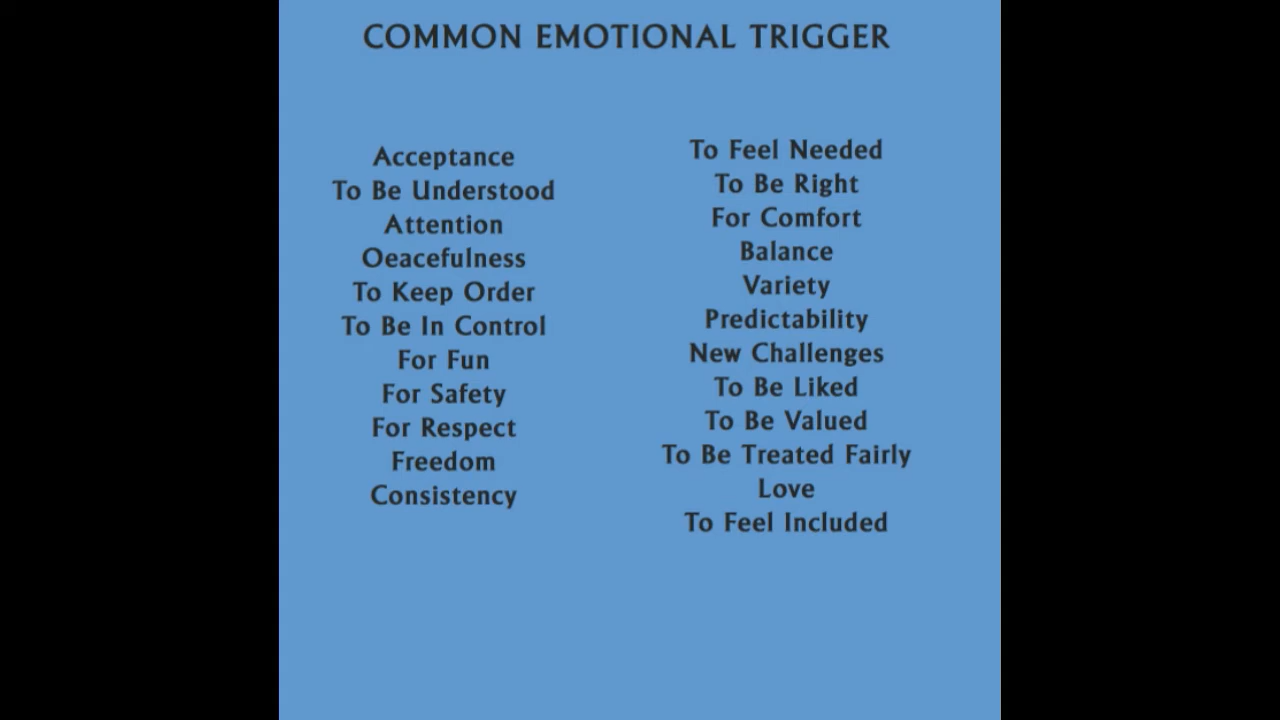 COMMON EMOTIONAL TRIGGER
Acceptance
To Be Understood
Attention
Oeacefulness
To Keep Order
To Be In Control
For Fun
For Safety
For Respect
Freedom
Consistency
To Feel Needed
To Be Right
For Comfort
Balance
Variety
Predictability
New Challenges
To Be Liked
To Be Valued
To Be Treated Fairly
Love
To Feel Included